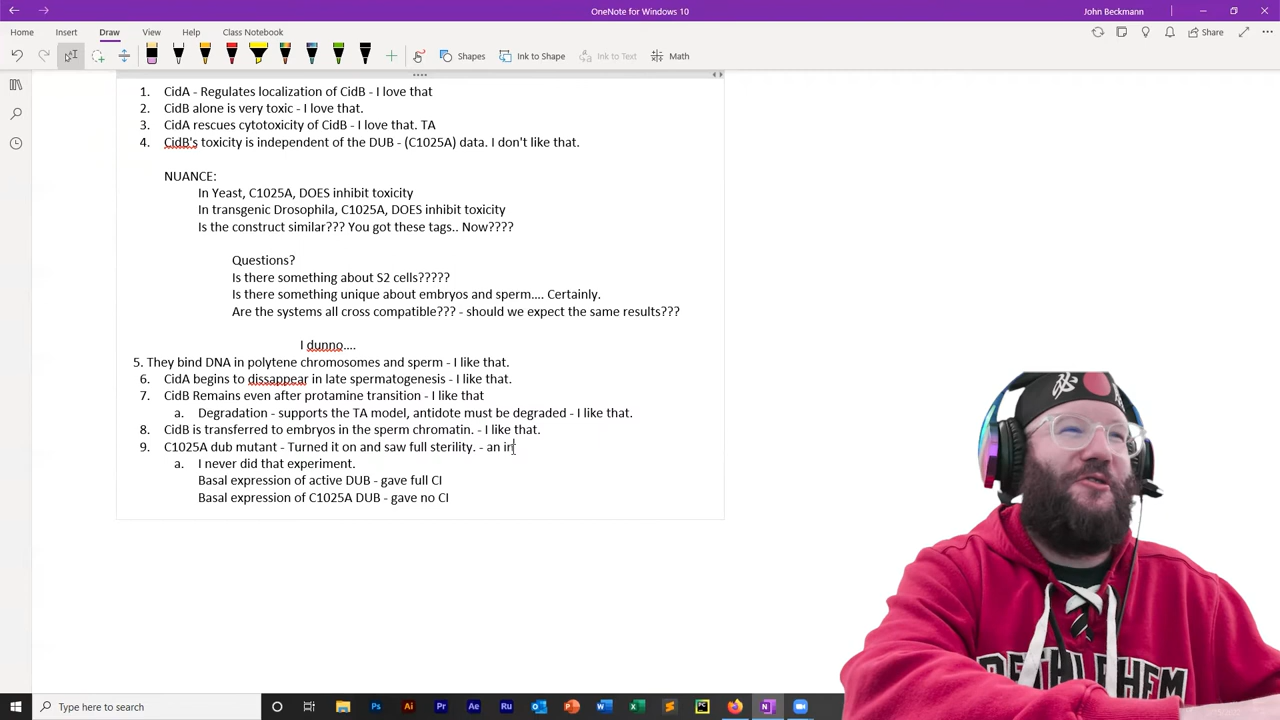 OneNote for Windows 10
John Beckmann
Home
Insert
Draw
View
Help
Class Notebook
Share
Shapes
Ink to Shape
Ink to Text
Math
1. CidA - Regulates localization of CidB - I love that
2. CidB alone is very toxic - I love that.
3. CidA rescues cytotoxicity of CidB - I love that. TA
4. CidB's toxicity is independent of the DUB - (C1025A) data. I don't like that.
NUANCE:
In Yeast, C1025A, DOES inhibit toxicity
In transgenic Drosophila, C1025A, DOES inhibit toxicity
Is the construct similar??? You got these tags.. Now????
Questions?
Is there something about S2 cells?????
Is there something unique about embryos and sperm.... Certainly.
Are the systems all cross compatible??? - should we expect the same results???
I dunno....
5. They bind DNA in polytene chromosomes and sperm - I like that.
6. CidA begins to dissappear in late spermatogenesis - I like that.
7. CidB Remains even after protamine transition - I like that
a. Degradation - supports the TA model, antidote must be degraded - I like that.
8. CidB is transferred to embryos in the sperm chromatin. - I like that.
9. C1025A dub mutant - Turned it on and saw full sterility. - an in
a. I never did that experiment.
Basal expression of active DUB - gave full CI
Basal expression of C1025A DUB - gave no CI
BETHLEHEM
Type here to search
Ps
Ai
Pr
Ae
Ru